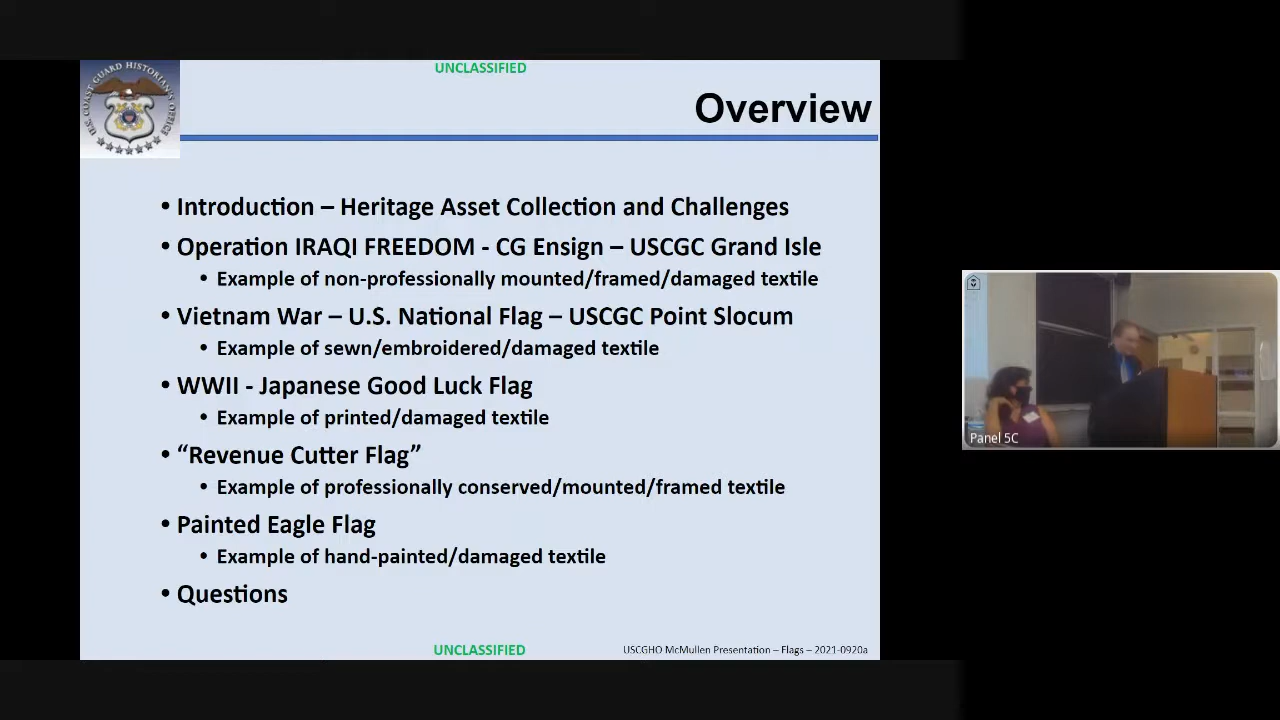 UNCLASSIFIED
U.S. COAST GUARD HISTORIAN'S OFFICE
Overview
• Introduction – Heritage Asset Collection and Challenges
• Operation IRAQI FREEDOM - CG Ensign – USCGC Grand Isle
• Example of non-professionally mounted/framed/damaged textile
• Vietnam War – U.S. National Flag – USCGC Point Slocum
• Example of sewn/embroidered/damaged textile
• WWII - Japanese Good Luck Flag
• Example of printed/damaged textile
• “Revenue Cutter Flag”
• Example of professionally conserved/mounted/framed textile
• Painted Eagle Flag
• Example of hand-painted/damaged textile
• Questions
UNCLASSIFIED
USCGHO McMullen Presentation – Flags – 2021-0920a
Panel 5C